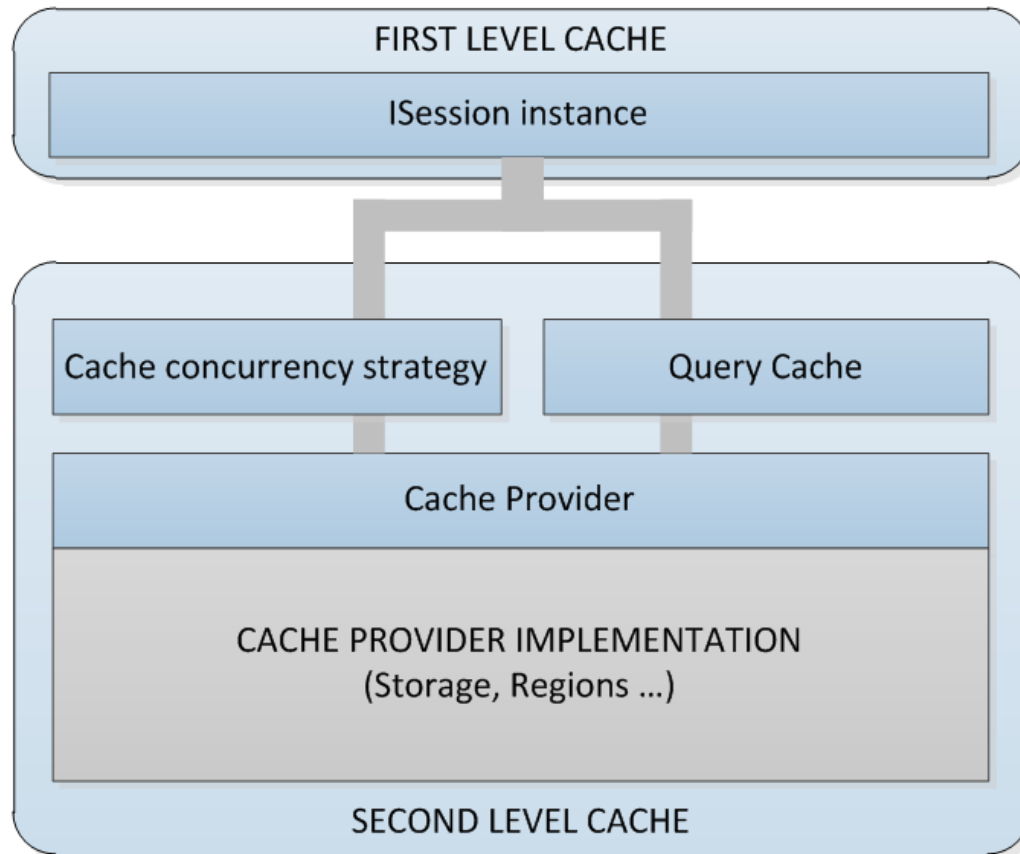 FIRST LEVEL CACHE
ISession instance
Cache concurrency strategy
Query Cache
Cache Provider
CACHE PROVIDER IMPLEMENTATION
(Storage, Regions ...)
SECOND LEVEL CACHE